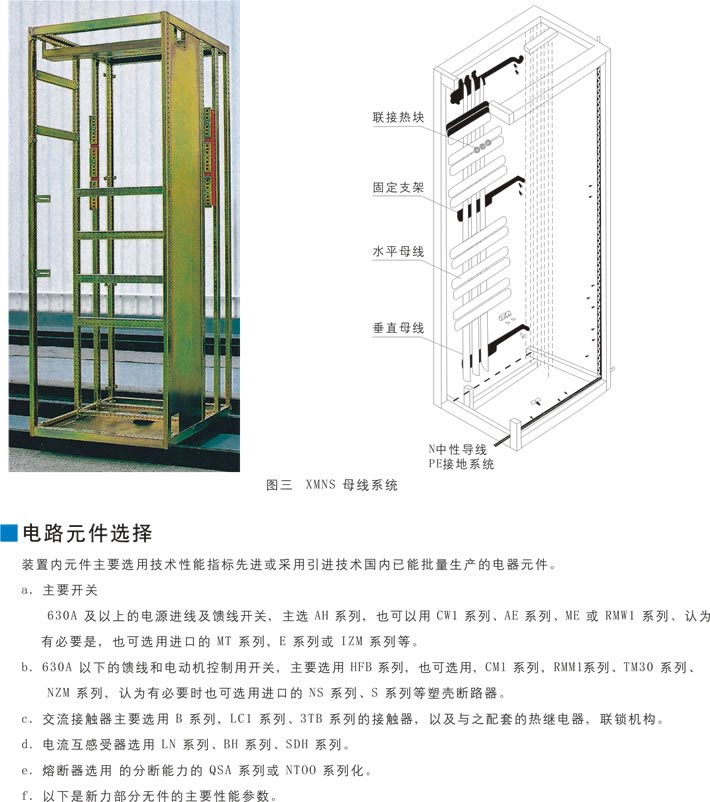 联接热块
固定支架
水平母线
垂直母线
N中性导线
PE接地系统
图三 XMNS 母线系统
电路元件选择
装置内元件主要选用技术性能指标先进或采用引进技术国内已能批量生产的电器元件。
a. 主要开关
630A 及以上的电源进线及馈线开关, 主选 AH 系列, 也可以用 CW1 系列、AE 系列、ME 或 RMW1 系列、认为
有必要是, 也可选用进口的 MT 系列, E 系列或 IZM 系列等。
b. 630A 以下的馈线和电动机控制用开关, 主要选用 HFB 系列, 也可选用, CM1 系列, RMM1系列、TM30 系列、
NZM 系列, 认为有必要时也可选用进口的 NS 系列、S 系列等塑壳断路器。
c. 交流接触器主要选用 B 系列, LC1 系列、3TB 系列的接触器, 以及与之配套的热继电器, 联锁机构。
d. 电流互感受器选用 LN 系列、BH 系列、SDH 系列。
e. 熔断器选用 的分断能力的 QSA 系列或 NTOO 系列化。
f. 以下是新力部分无件的主要性能参数。